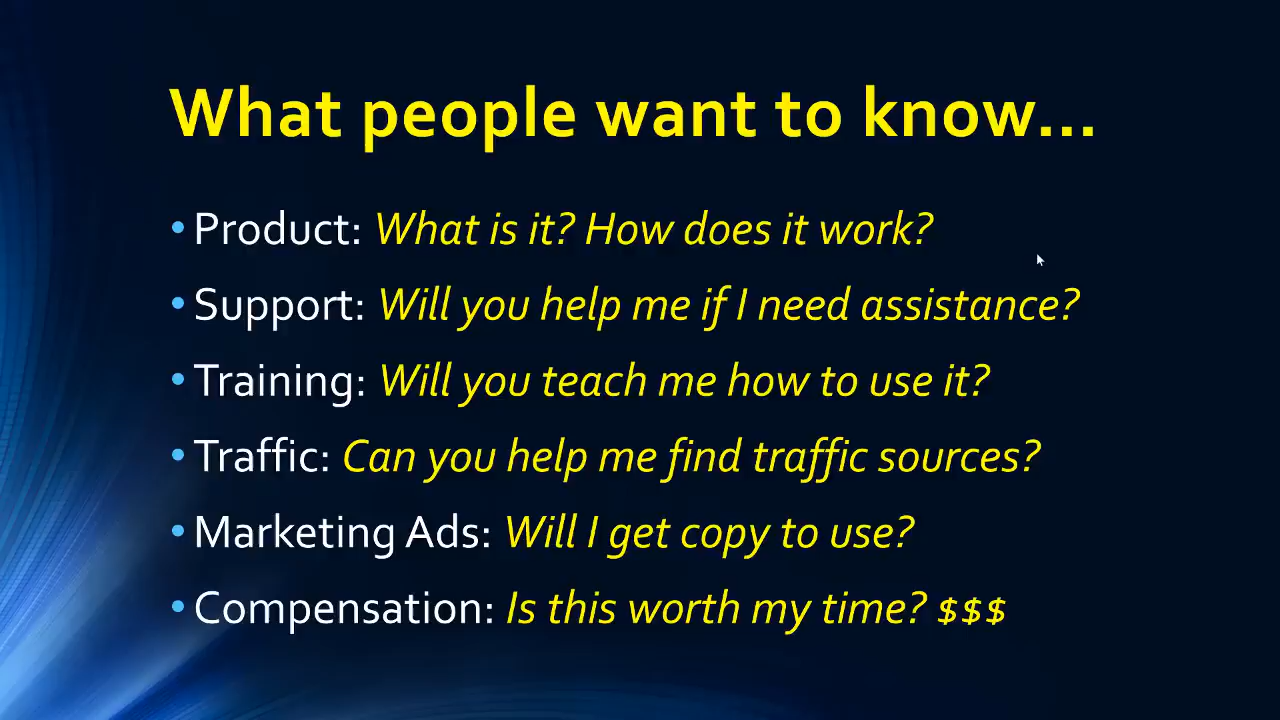 What people want to know...
• Product: What is it? How does it work?
• Support: Will you help me if I need assistance?
• Training: Will you teach me how to use it?
• Traffic: Can you help me find traffic sources?
• Marketing Ads: Will I get copy to use?
• Compensation: Is this worth my time? $$$